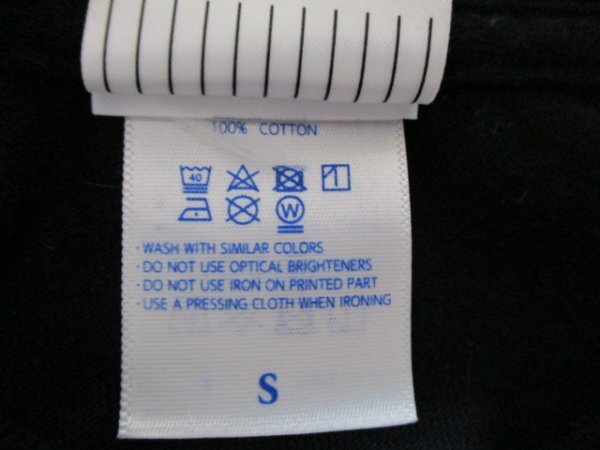 100% COTTON
40
W
· WASH WITH SIMILAR COLORS
· DO NOT USE OPTICAL BRIGHTENERS
· DO NOT USE IRON ON PRINTED PART
· USE A PRESSING CLOTH WHEN IRONING
S